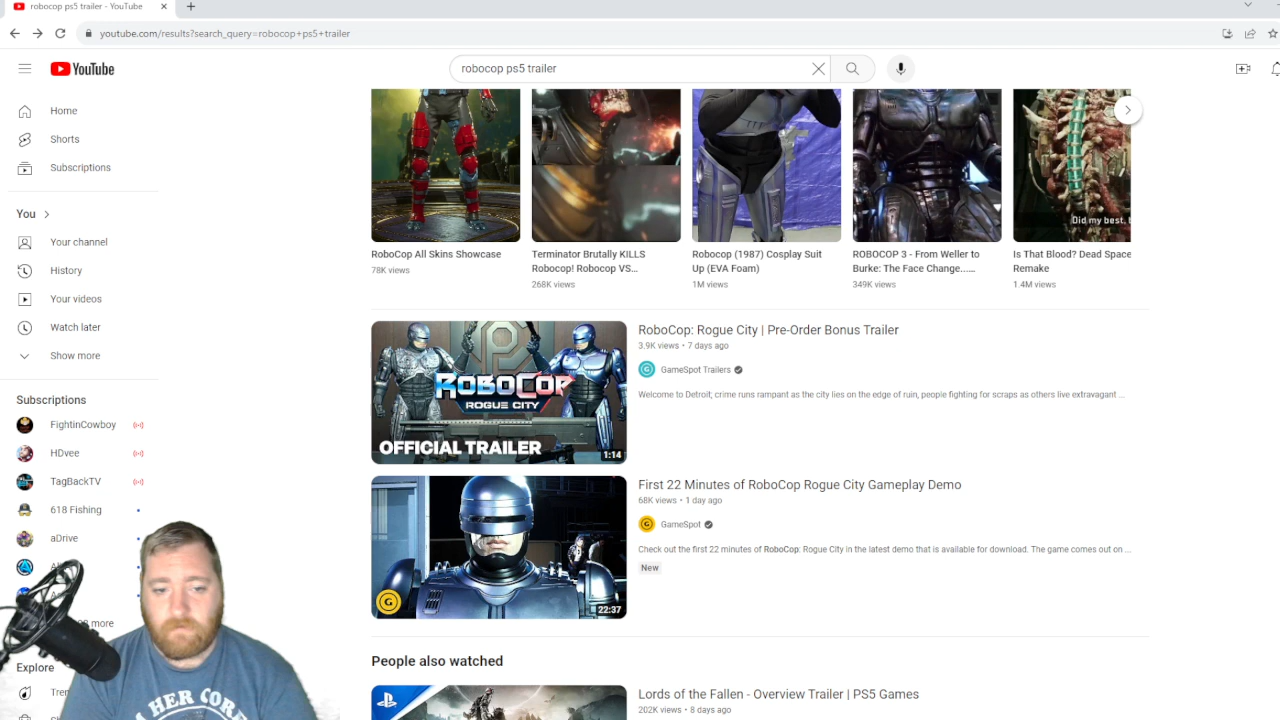 robocop ps5 trailer - YouTube
youtube.com/results?search_query=robocop+ps5+trailer
YouTube
robocop ps5 trailer
Home
Shorts
Subscriptions
You
Your channel
History
Your videos
Watch later
Show more
Subscriptions
FightinCowboy
HDvee
TagBackTV
618 Fishing
aDrive
more
Explore
Did my best,
RoboCop All Skins Showcase
78K views
Terminator Brutally KILLS
Robocop! Robocop VS...
268K views
Robocop (1987) Cosplay Suit
Up (EVA Foam)
1M views
ROBOCOP 3 - From Weller to
Burke: The Face Change...…
349K views
Is That Blood? Dead Space
Remake
1.4M views
ROBOCOP
ROGUE CITY
OFFICIAL TRAILER
1:14
RoboCop: Rogue City | Pre-Order Bonus Trailer
3.9K views • 7 days ago
GameSpot Trailers
Welcome to Detroit; crime runs rampant as the city lies on the edge of ruin, people fighting for scraps as others live extravagant ...
22:37
First 22 Minutes of RoboCop Rogue City Gameplay Demo
68K views • 1 day ago
GameSpot
Check out the first 22 minutes of RoboCop: Rogue City in the latest demo that is available for download. The game comes out on ...
New
People also watched
Lords of the Fallen - Overview Trailer | PS5 Games
202K views • 8 days ago
HER COR